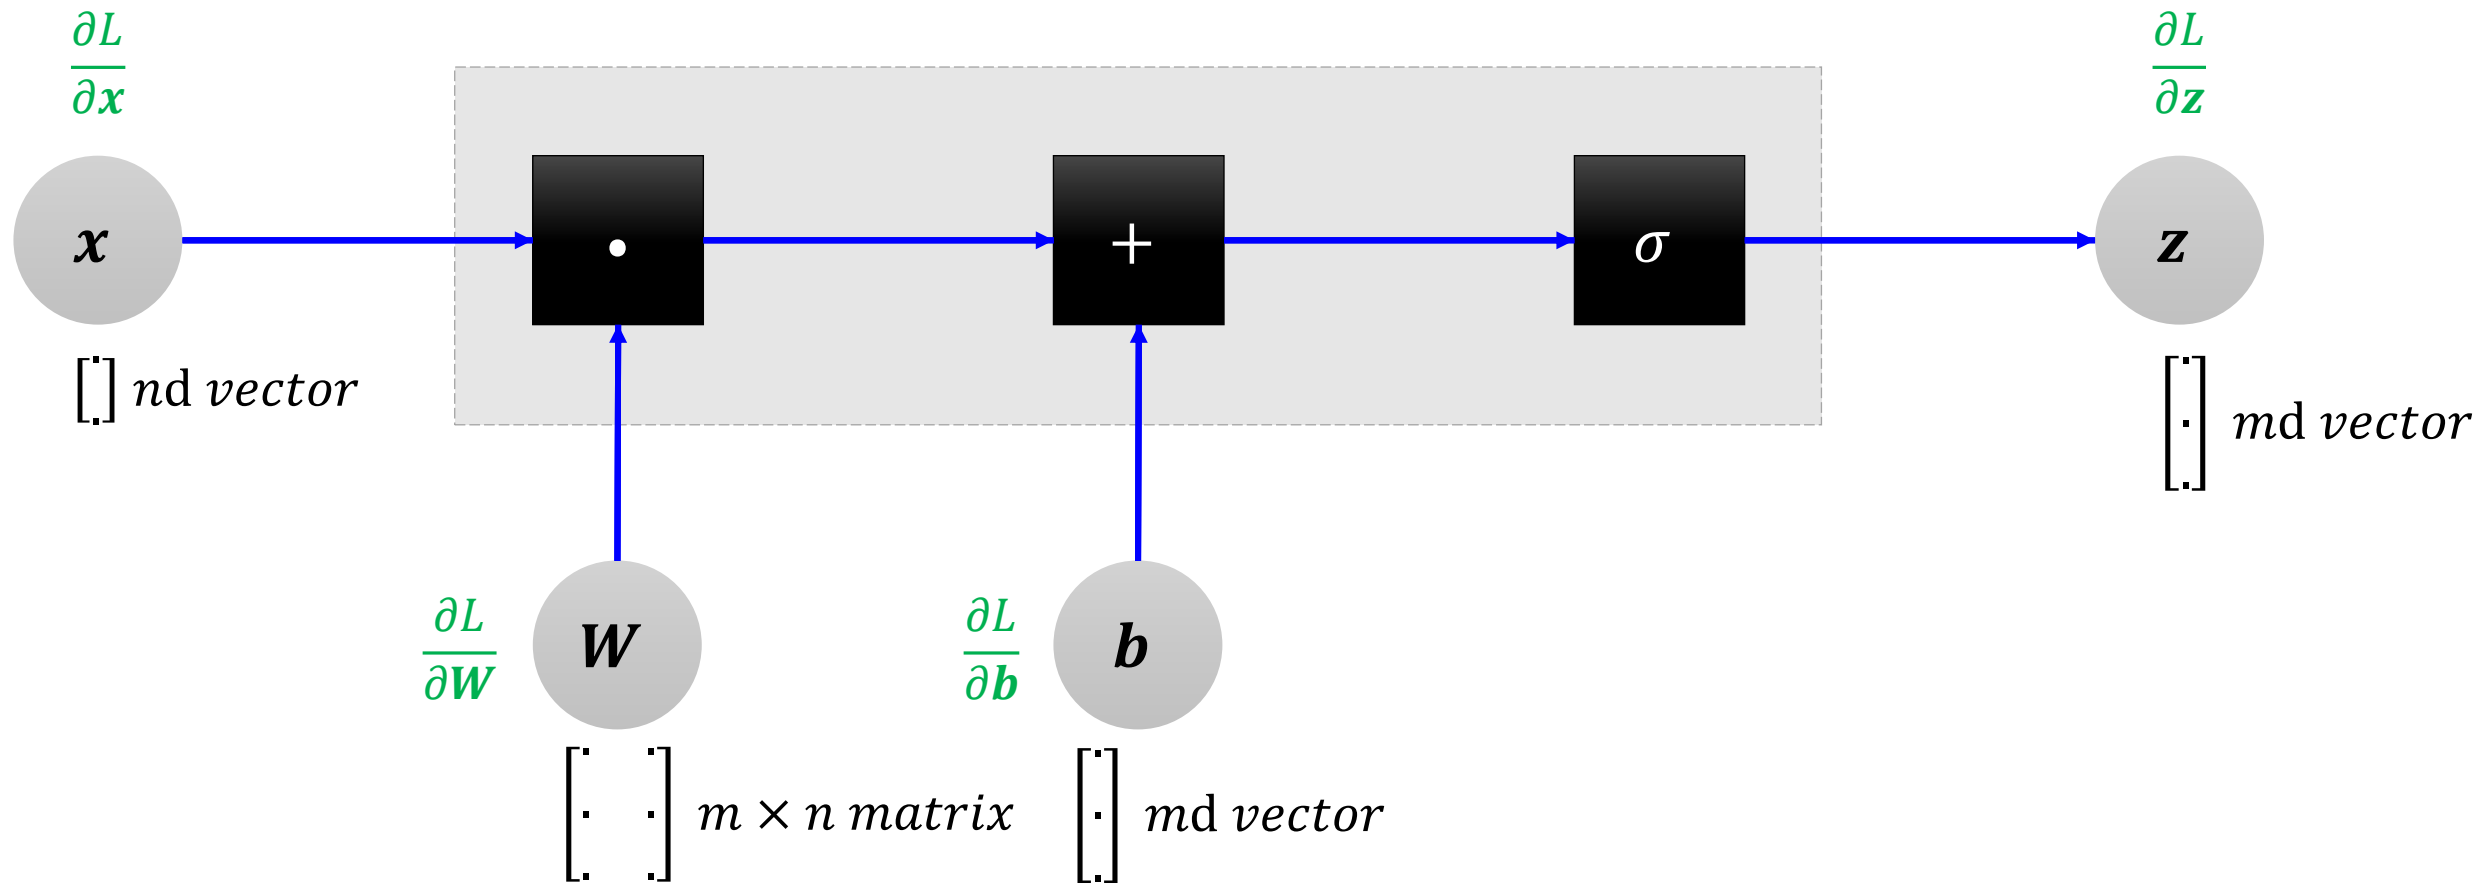 ∂L
∂x
∂L
∂z
x
•
+
σ
z
[⋅ ⋅] nd vector
[⋅ ⋅ ⋅] md vector
∂L
∂W
W
∂L
∂b
b
m × n matrix
[⋅ ⋅ ⋅] md vector